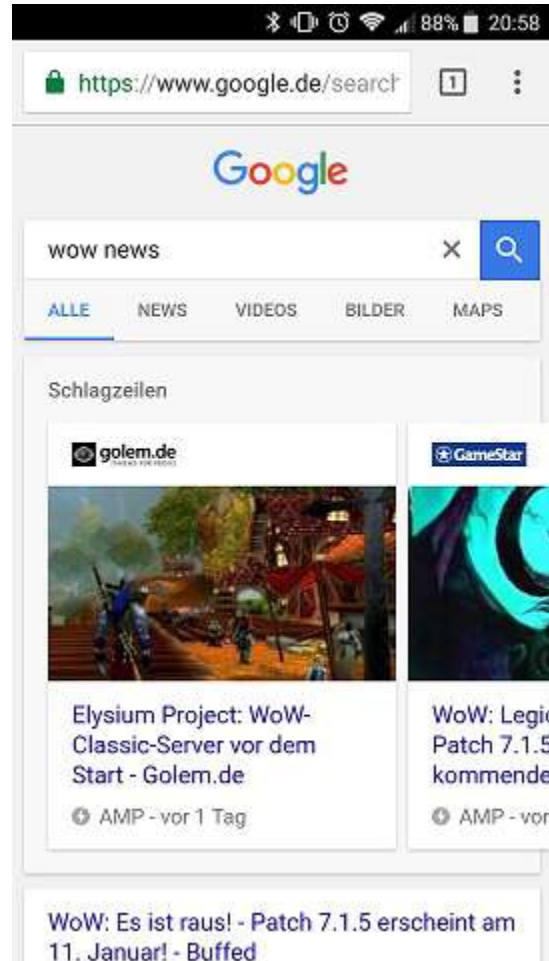 88% 20:58
https://www.google.de/search
1
Google
wow news
ALLE NEWS VIDEOS BILDER MAPS
Schlagzeilen
golem.de
GameStar
Elysium Project: WoW-
Classic-Server vor dem
Start - Golem.de
AMP - vor 1 Tag
WoW: Legio
Patch 7.1.5
kommende
AMP - vor
WoW: Es ist raus! - Patch 7.1.5 erscheint am
11. Januar! - Buffed